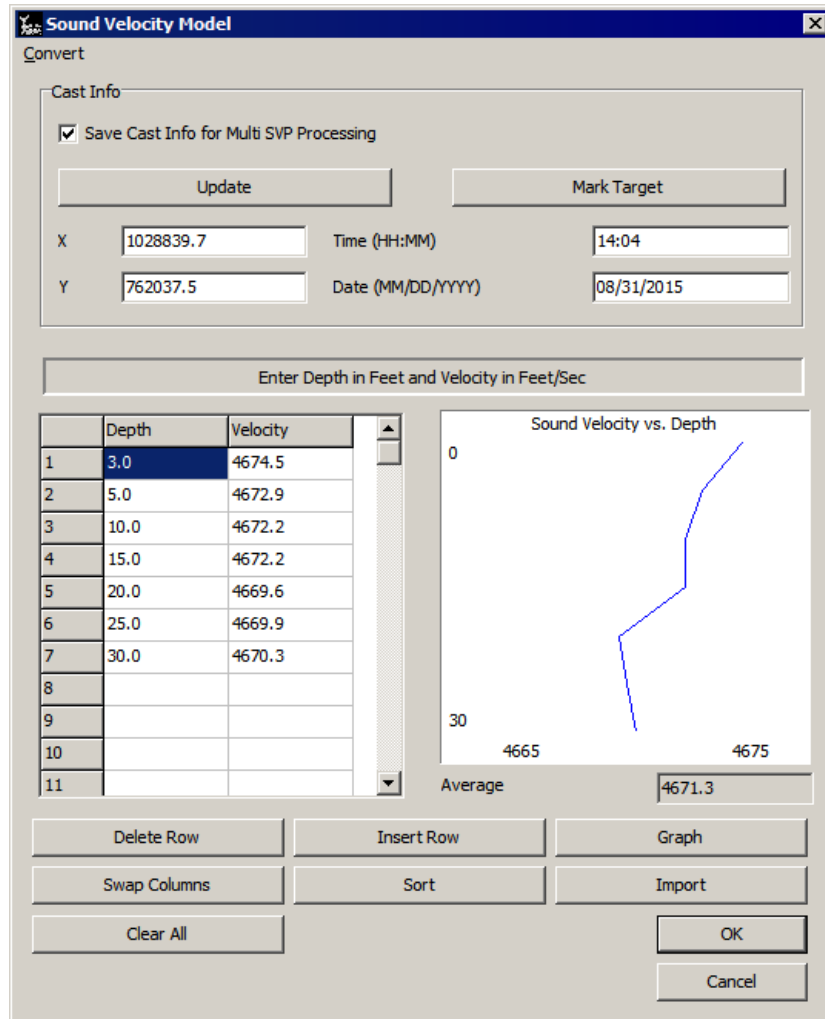 Sound Velocity Model
Convert
Cast Info
Save Cast Info for Multi SVP Processing
Update Mark Target
X 1028839.7 Time (HH:MM) 14:04
Y 762037.5 Date (MM/DD/YYYY) 08/31/2015
Enter Depth in Feet and Velocity in Feet/Sec
Depth Velocity
1 3.0 4674.5
2 5.0 4672.9
3 10.0 4672.2
4 15.0 4672.2
5 20.0 4669.6
6 25.0 4669.9
7 30.0 4670.3
8
9
10
11
Sound Velocity vs. Depth
0
30
4665 4675
Average 4671.3
Delete Row Insert Row Graph
Swap Columns Sort Import
Clear All OK
Cancel